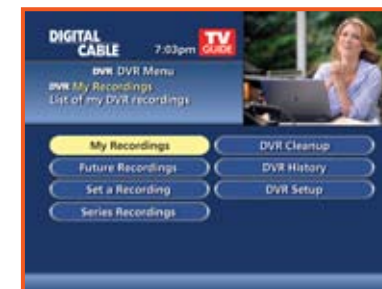 DIGITAL
CABLE 7:03pm
TV
GUIDE
DVR DVR Menu
DVR My Recordings
List of my DVR recordings
My Recordings
DVR Cleanup
Future Recordings
DVR History
Set a Recording
DVR Setup
Series Recordings